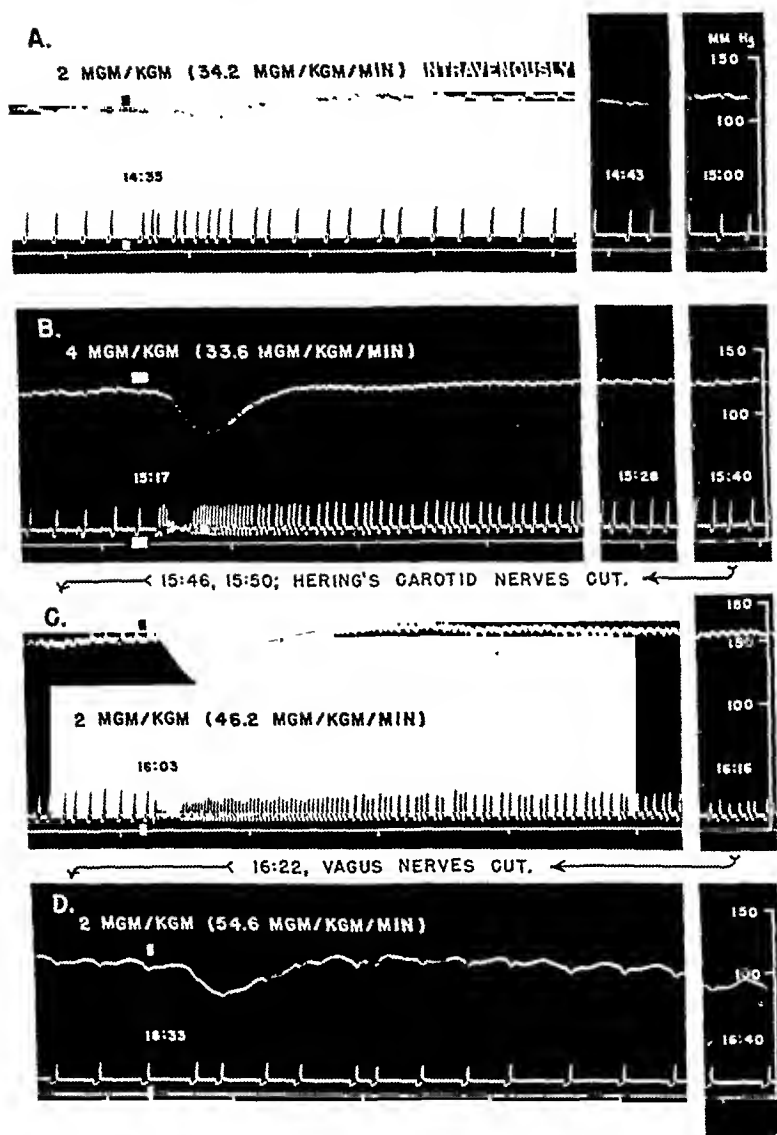 A.
2 MGM/KGM (34.2 MGM/KGM/MIN) INTRAVENOUSLY
MM Hg
150
100
14:35
14:43
15:00
B.
4 MGM/KGM (33.6 MGM/KGM/MIN)
150
100
15:17
15:28
15:40
15:46, 15:50; HERING'S CAROTID NERVES CUT.
C.
150
100
2 MGM/KGM (46.2 MGM/KGM/MIN)
16:03
16:16
16:22, VAGUS NERVES CUT.
D.
2 MGM/KGM (54.6 MGM/KGM/MIN)
150
100
16:33
16:40